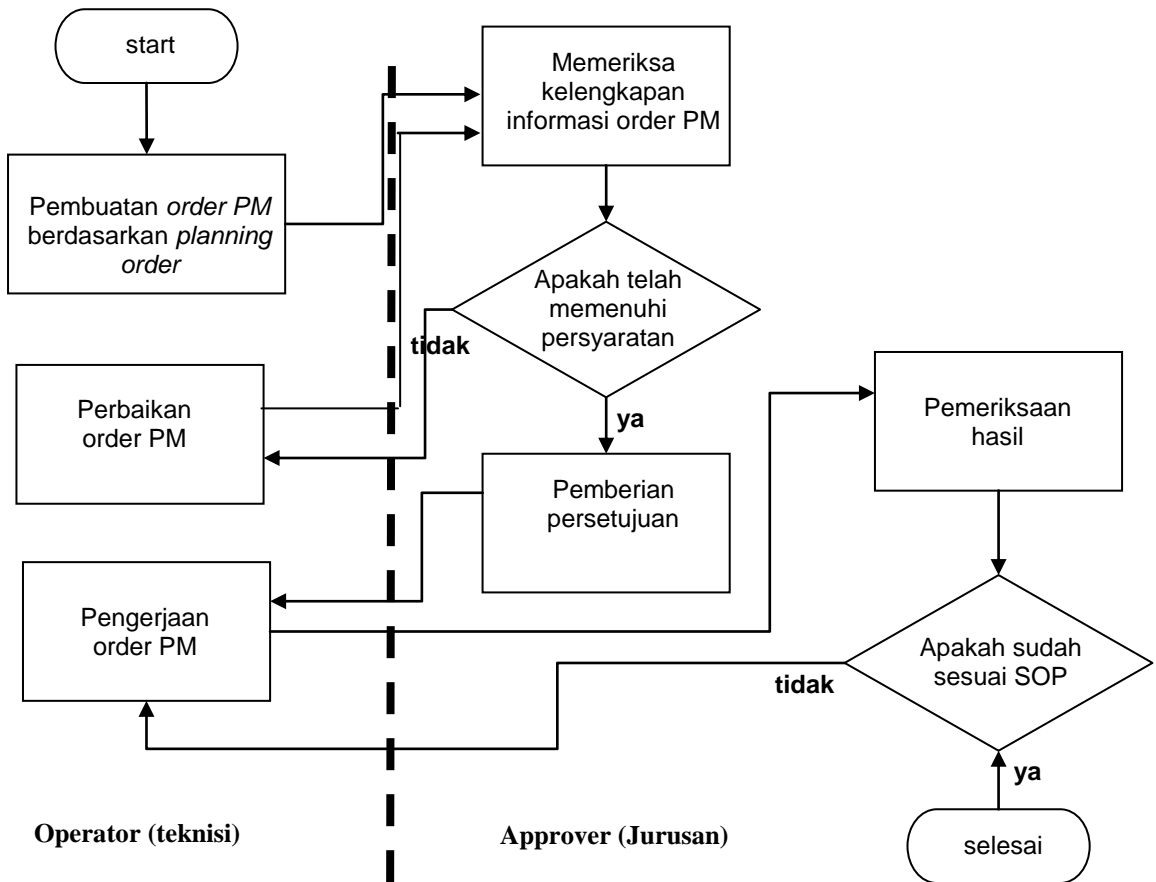 start
Pembuatan order PM
berdasarkan planning
order
Memeriksa
kelengkapan
informasi order PM
Apakah telah
memenuhi
persyaratan
tidak
ya
Perbaikan
order PM
Pemberian
persetujuan
Pengerjaan
order PM
Pemeriksaan
hasil
Apakah sudah
sesuai SOP
tidak
ya
selesai
Operator (teknisi)
Approver (Jurusan)